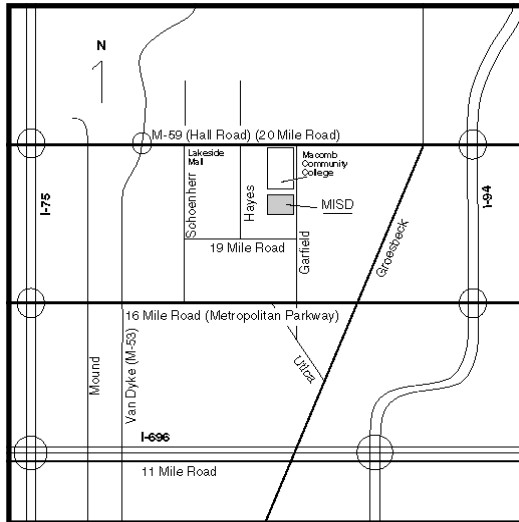 N
M-59 (Hall Road) (20 Mile Road)
Lakeside
Mall
Macomb
Community
College
MISD
Schoenherr
Hayes
Garfield
19 Mile Road
I-75
I-94
Groesbeck
16 Mile Road (Metropolitan Parkway)
Utica
Mound
Van Dyke (M-53)
I-696
11 Mile Road